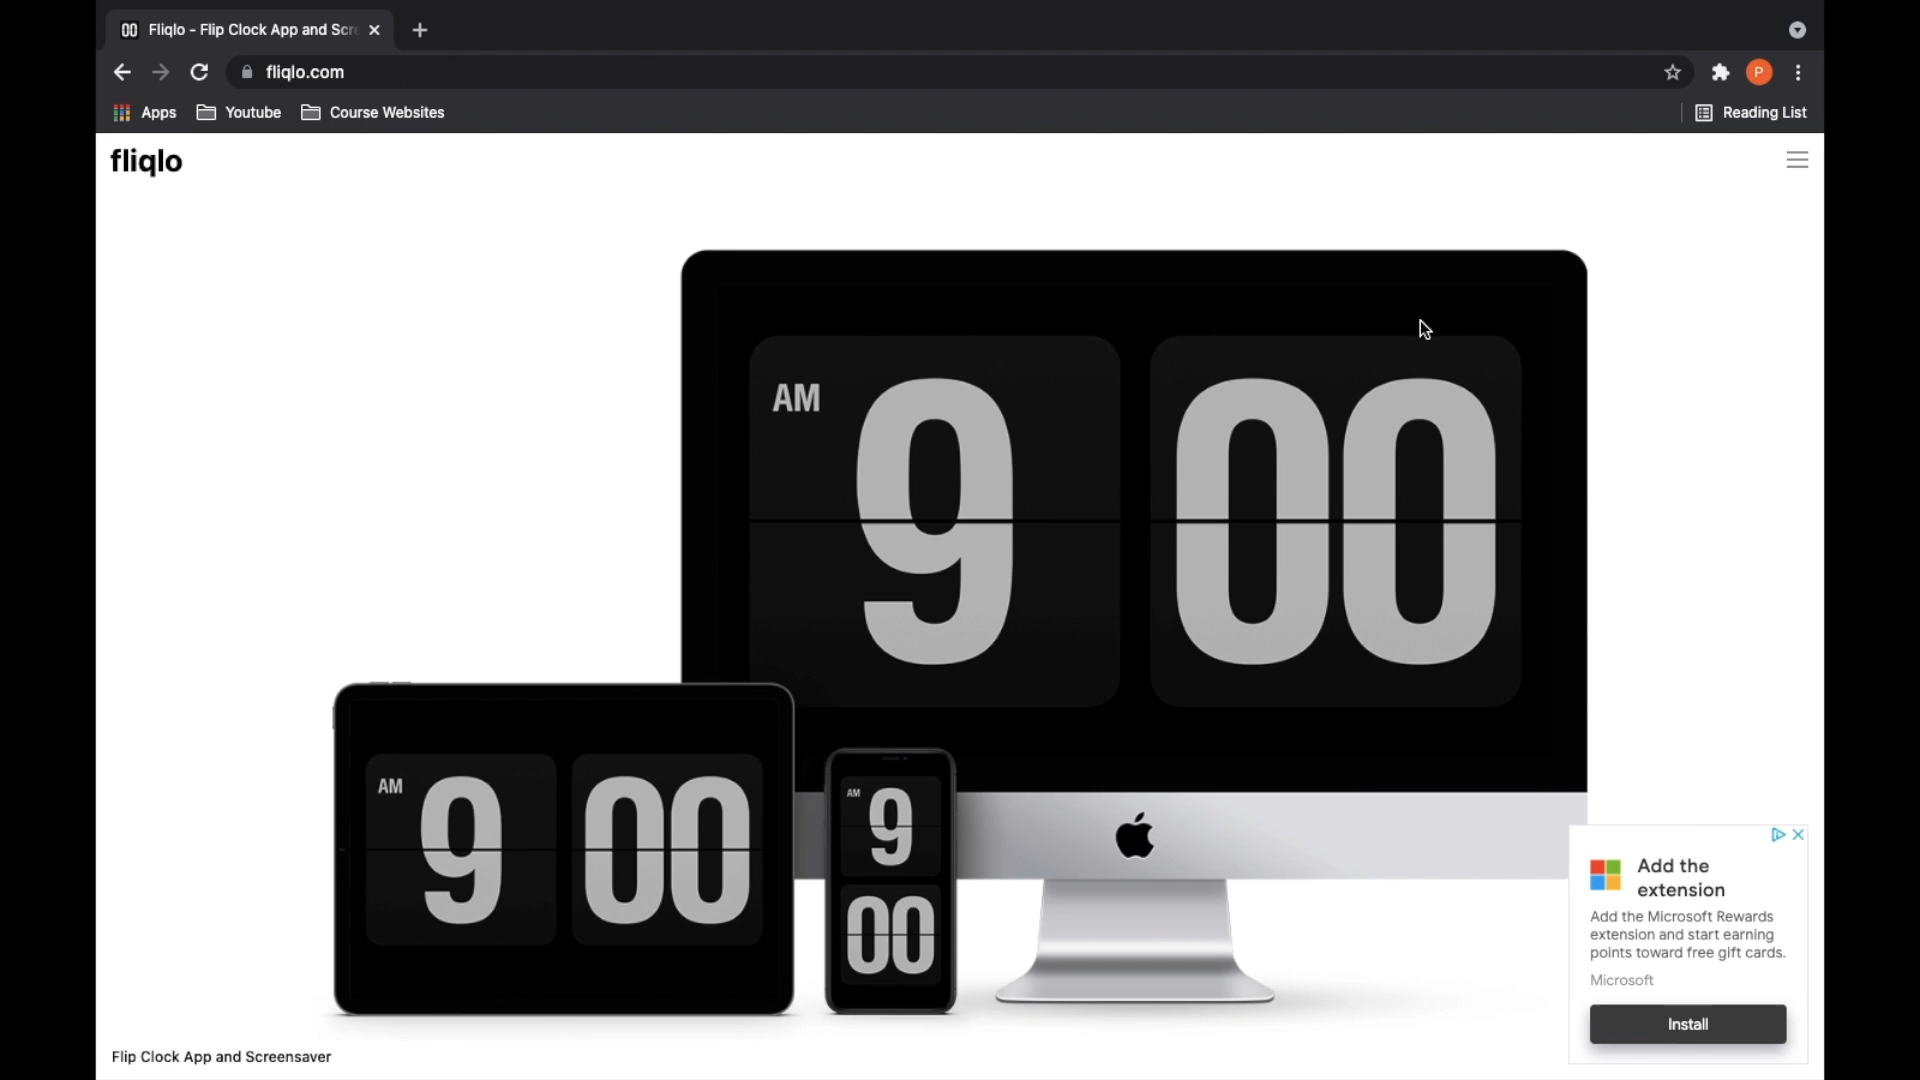 00 Fliqlo - Flip Clock App and Scre
fliqlo.com
P
Apps Youtube Course Websites
Reading List
fliqlo
AM 9 00
AM 9 00
AM 9
00
Add the
extension
Add the Microsoft Rewards
extension and start earning
points toward free gift cards.
Microsoft
Install
Flip Clock App and Screensaver